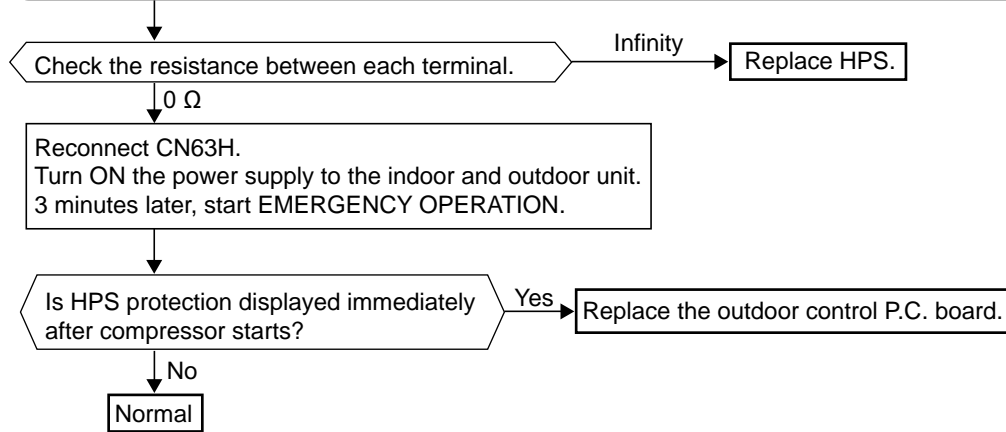 Check the resistance between each terminal.
Infinity
Replace HPS.
0 Ω
Reconnect CN63H.
Turn ON the power supply to the indoor and outdoor unit.
3 minutes later, start EMERGENCY OPERATION.
Is HPS protection displayed immediately
after compressor starts?
Yes
Replace the outdoor control P.C. board.
No
Normal